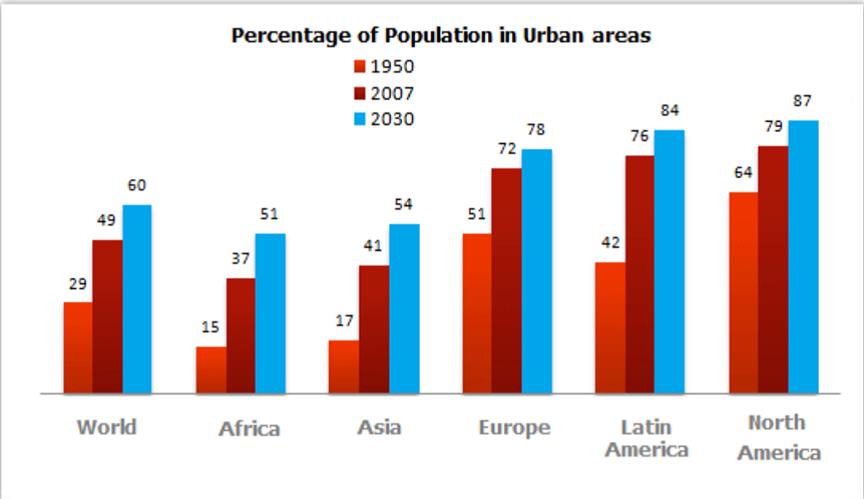 Percentage of Population in Urban areas
1950
2007
2030
29
49
60
15
37
51
17
41
54
51
72
78
42
76
84
64
79
87
World
Africa
Asia
Europe
Latin
America
North
America